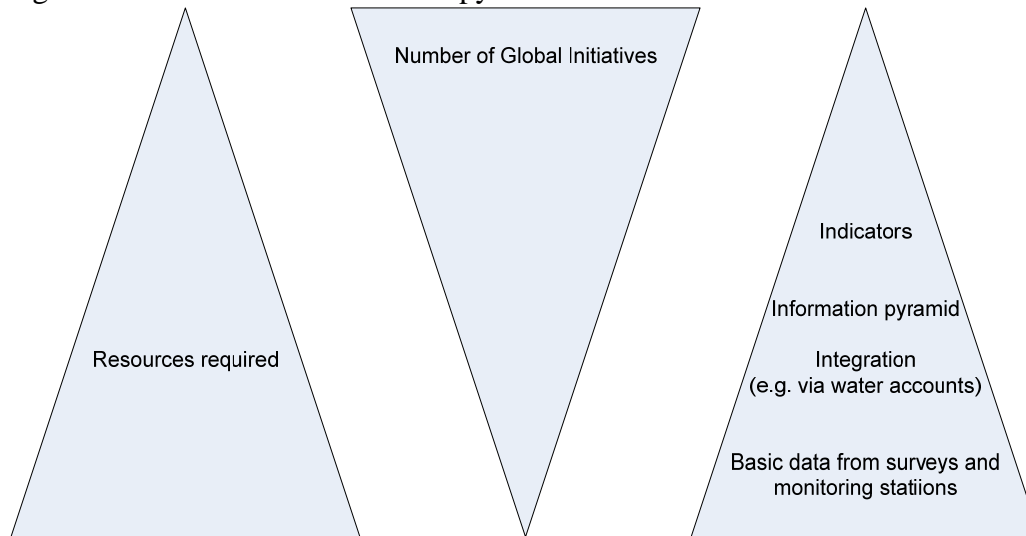 Number of Global Initiatives
Resources required
Indicators
Information pyramid
Integration
(e.g. via water accounts)
Basic data from surveys and
monitoring statiions